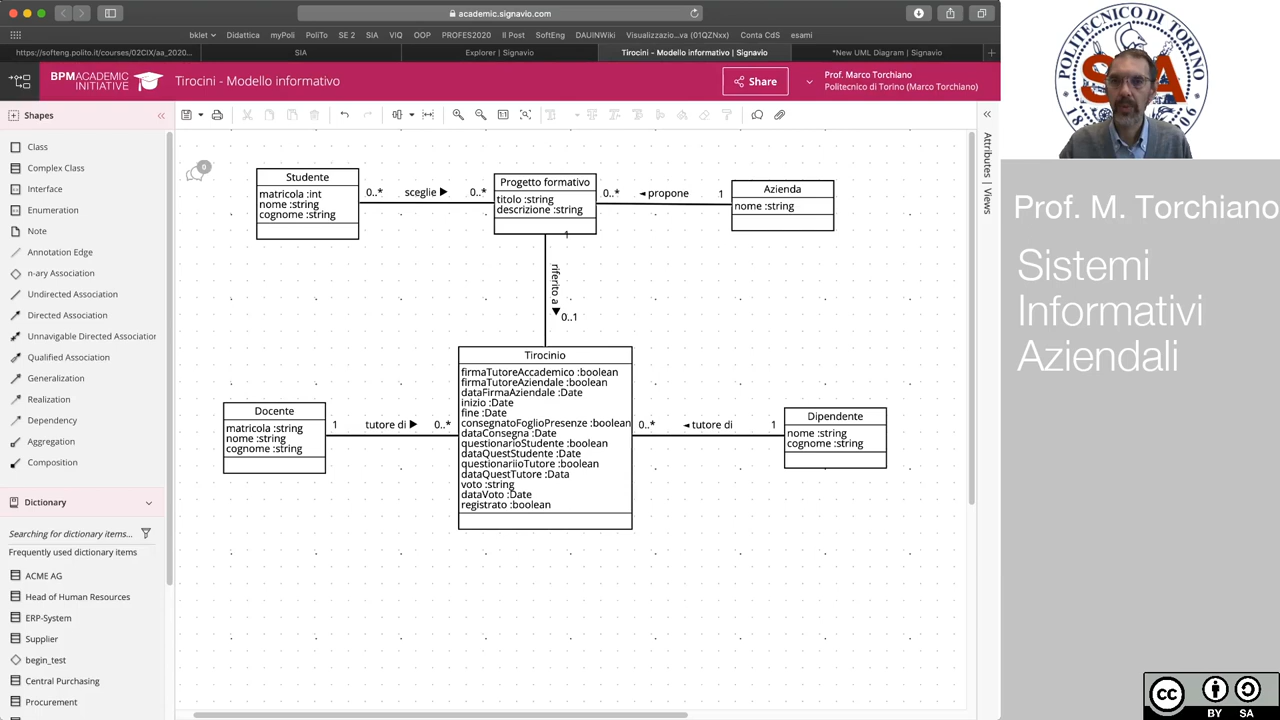 academic.signavio.com
bklet
Didattica
myPoli
PoliTo
SE 2
SIA
VIQ
OOP
PROFES2020
Il Post
SoftEng
DAUINWiki
Visualizzazio...va (01QZNxx)
Conta CdS
esami
https://softeng.polito.it/courses/02CIX/aa_2020...
SIA
Explorer | Signavio
Tirocini - Modello informativo | Signavio
*New UML Diagram | Signavio
BPMACADEMIC
INITIATIVE
Tirocini - Modello informativo
Share
Prof. Marco Torchiano
Politecnico di Torino (Marco Torchiano)
Shapes
Class
Complex Class
Interface
Enumeration
Note
Annotation Edge
n-ary Association
Undirected Association
Directed Association
Unnavigable Directed Association
Qualified Association
Generalization
Realization
Dependency
Aggregation
Composition
Dictionary
Searching for dictionary items...
Frequently used dictionary items
ACME AG
Head of Human Resources
ERP-System
Supplier
begin_test
Central Purchasing
Procurement
0
Studente
matricola :int
nome :string
cognome :string
0..*
sceglie ▶
0..*
Progetto formativo
titolo :string
descrizione :string
0..*
◄ propone
1
Azienda
nome :string
1
riferito a ▶
0..1
Tirocinio
firmaTutoreAccademico :boolean
firmaTutoreAziendale :boolean
dataFirmaAziendale :Date
inizio :Date
fine :Date
consegnatoFoglioPresenze :boolean
dataConsegna :Date
questionarioStudente :boolean
dataQuestStudente :Date
questionariioTutore :boolean
dataQuestTutore :Data
voto :string
dataVoto :Date
registrato :boolean
Docente
matricola :string
nome :string
cognome :string
1
tutore di ▶
0..*
0..*
◄ tutore di
1
Dipendente
nome :string
cognome :string
Attributes | Views
POLITECNICO DI TORINO
Prof. M. Torchiano
Sistemi
Informativi
Aziendali
cc
BY SA